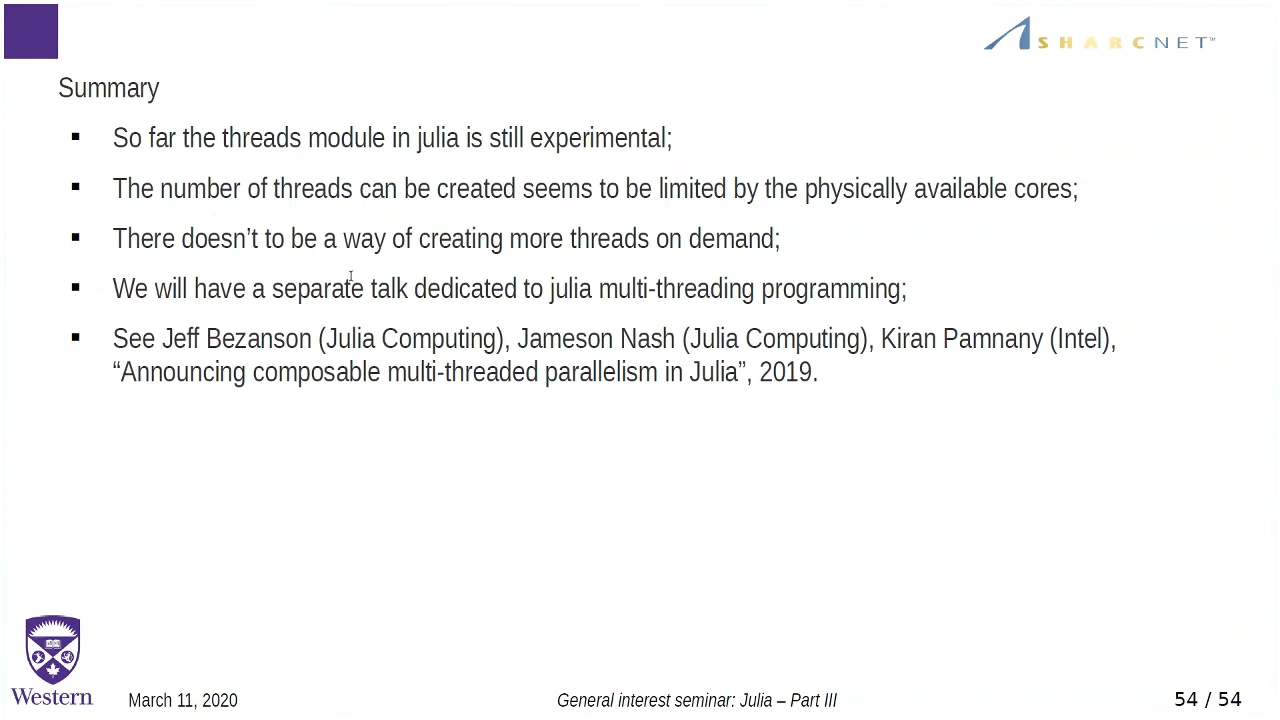 SHARCNET™
Summary
▪ So far the threads module in julia is still experimental;
▪ The number of threads can be created seems to be limited by the physically available cores;
▪ There doesn’t to be a way of creating more threads on demand;
▪ We will have a separate talk dedicated to julia multi-threading programming;
▪ See Jeff Bezanson (Julia Computing), Jameson Nash (Julia Computing), Kiran Pamnany (Intel),
“Announcing composable multi-threaded parallelism in Julia”, 2019.
Western
March 11, 2020
General interest seminar: Julia – Part III
54 / 54